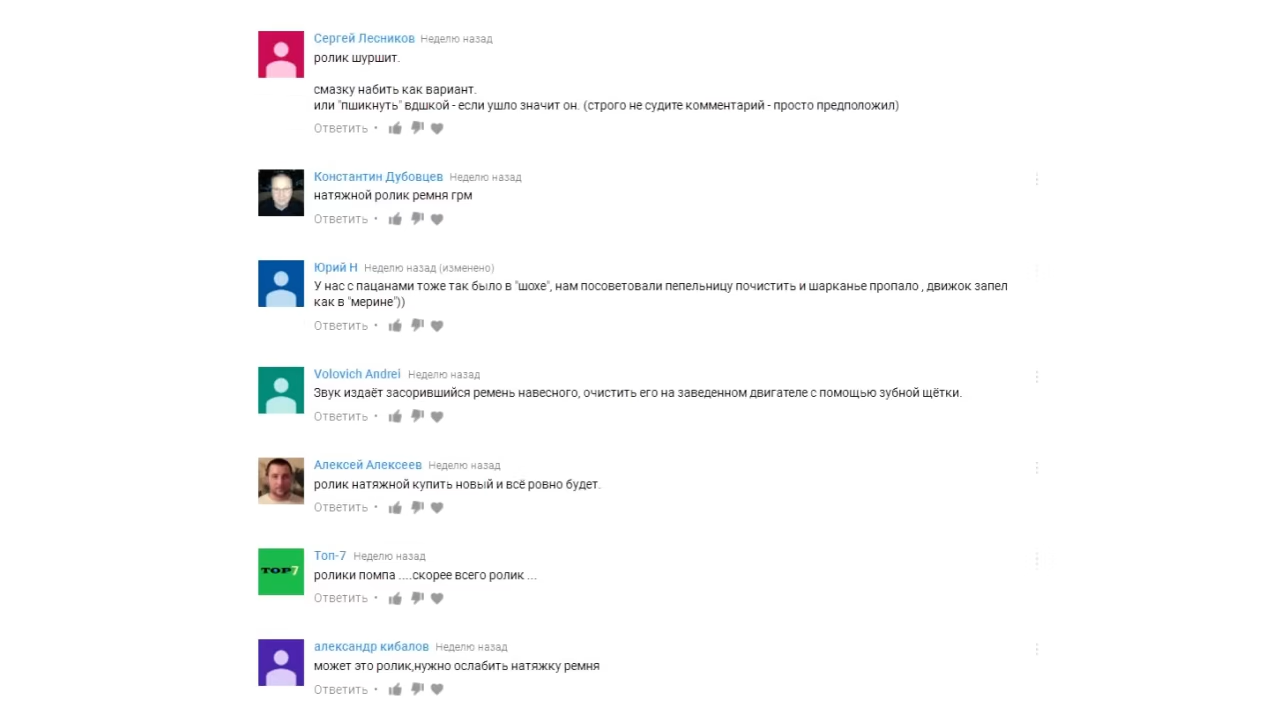 Сергей Лесников Неделю назад
ролик шуршит.
смазку набить как вариант.
или "пшикнуть" вдшкой - если ушло значит он. (строго не судите комментарий - просто предположил)
Ответить •
Константин Дубовцев Неделю назад
натяжной ролик ремня грм
Ответить •
Юрий Н Неделю назад (изменено)
У нас с пацанами тоже так было в "шохе", нам посоветовали пепельницу почистить и шарканье пропало , движок запел
как в "мерине"))
Ответить •
Volovich Andrei Неделю назад
Звук издаёт засорившийся ремень навесного, очистить его на заведенном двигателе с помощью зубной щётки.
Ответить •
Алексей Алексеев Неделю назад
ролик натяжной купить новый и всё ровно будет.
Ответить •
TOP7
Топ-7 Неделю назад
ролики помпа ....скорее всего ролик ...
Ответить •
александр кибалов Неделю назад
может это ролик,нужно ослабить натяжку ремня
Ответить •